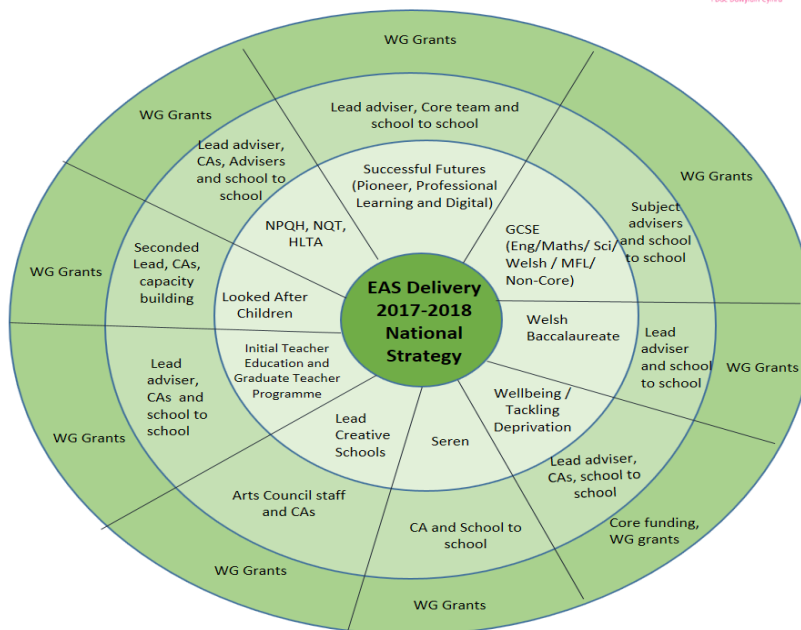 WG Grants
WG Grants
Lead adviser, Core team and
school to school
Lead adviser,
CAs, Advisers
and school to
school
Successful Futures
(Pioneer, Professional
Learning and Digital)
WG Grants
Subject
advisers
and school
to school
NPQH, NQT,
HLTA
GCSE
(Eng/Maths/ Sci/
Welsh / MFL/
Non-Core)
WG Grants
Seconded
Lead, CAs,
capacity
building
Looked After
Children
EAS Delivery
2017-2018
National
Strategy
Welsh
Baccalaureate
Lead
adviser
and school
to school
WG Grants
Initial Teacher
Education and
Graduate Teacher
Programme
Lead
adviser,
CAs and
school to
school
WG Grants
Wellbeing /
Tackling
Deprivation
Lead
Creative
Schools
Seren
Lead adviser,
CAs, school to
school
Arts Council staff
and CAs
CA and School to
school
Core funding,
WG grants
WG Grants
WG Grants